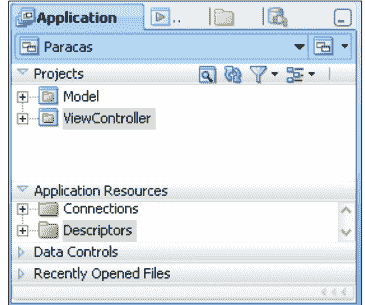 Application
Paracas
Projects
Model
ViewController
Application Resources
Connections
Descriptors
Data Controls
Recently Opened Files